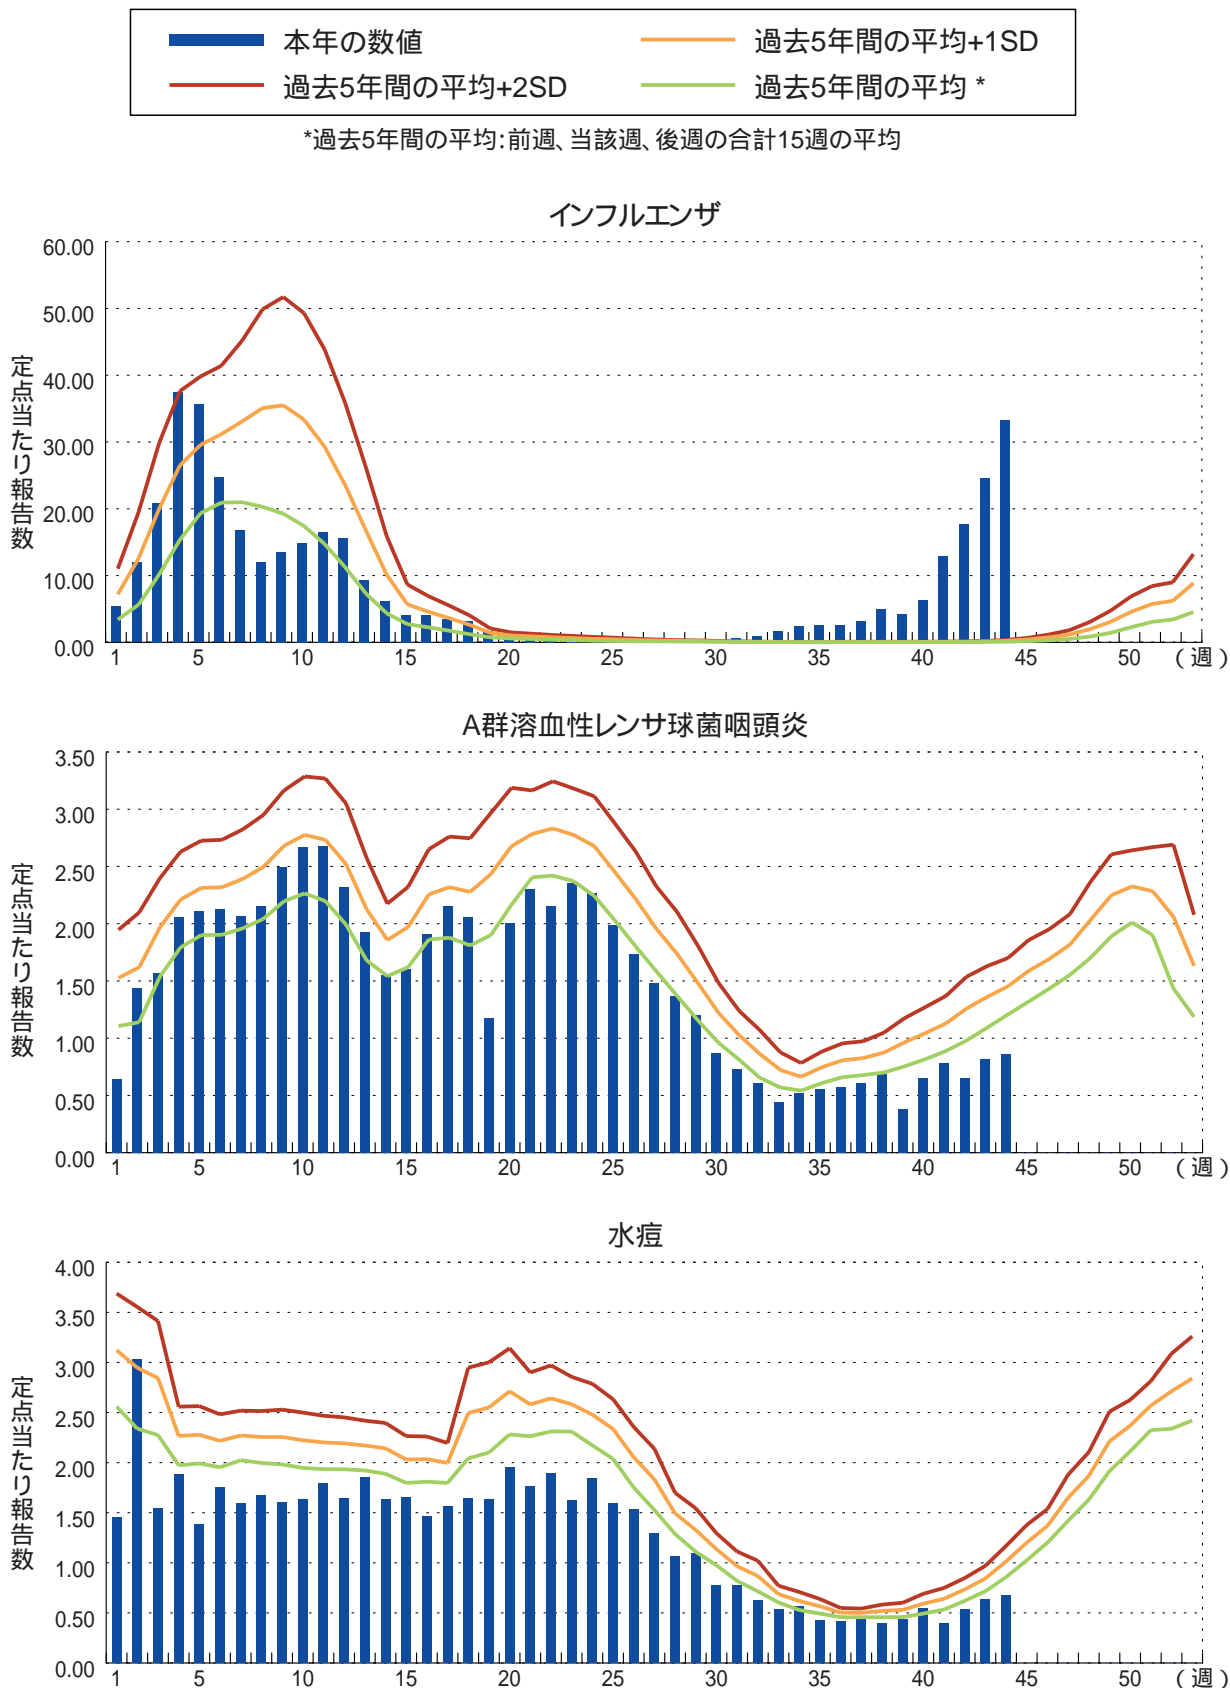 本年の数値 過去5年間の平均+1SD
過去5年間の平均+2SD 過去5年間の平均 *
*過去5年間の平均:前週、当該週、後週の合計15週の平均
インフルエンザ
定点当たり報告数
60.00
50.00
40.00
30.00
20.00
10.00
0.00
1 5 10 15 20 25 30 35 40 45 50 (週)
A群溶血性レンサ球菌咽頭炎
定点当たり報告数
3.50
3.00
2.50
2.00
1.50
1.00
0.50
0.00
1 5 10 15 20 25 30 35 40 45 50 (週)
水痘
定点当たり報告数
4.00
3.50
3.00
2.50
2.00
1.50
1.00
0.50
0.00
1 5 10 15 20 25 30 35 40 45 50 (週)